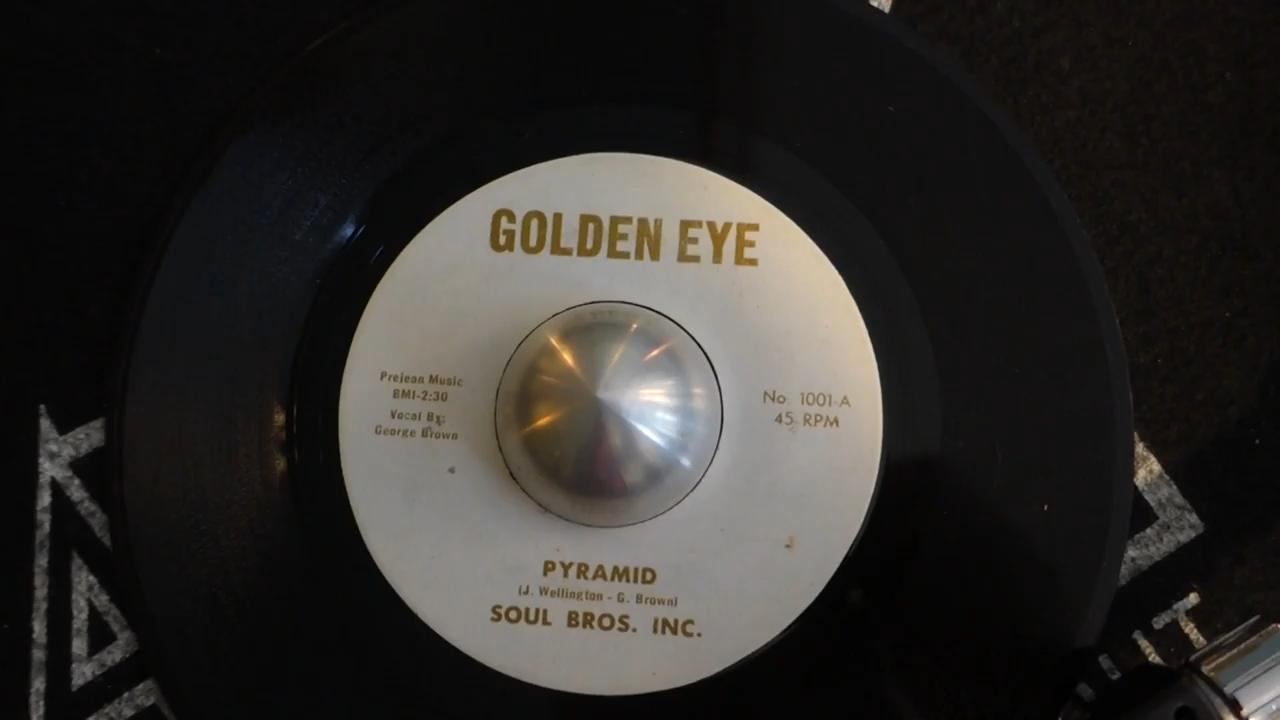 GOLDEN EYE
Prejean Music
BMI-2:30
Vocal By:
George Brown
No. 1001-A
45 RPM
PYRAMID
(J. Wellington - G. Brown)
SOUL BROS. INC.